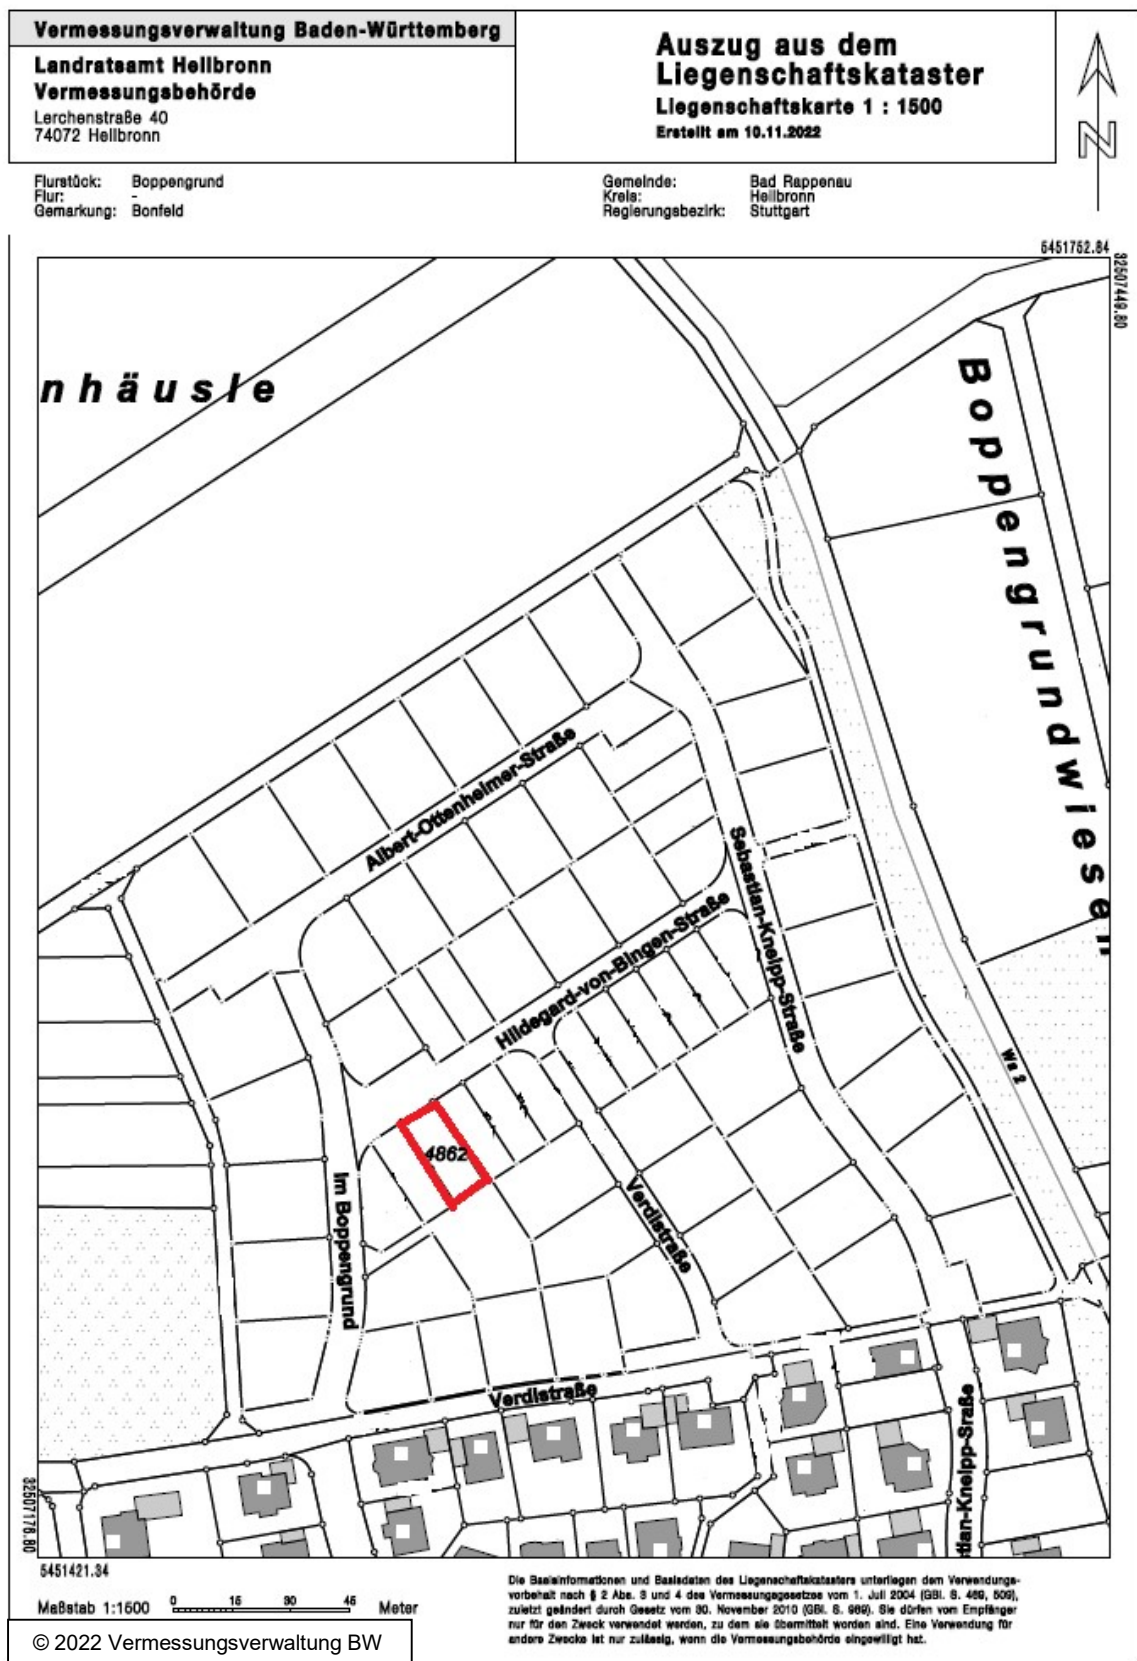 Vermessungsverwaltung Baden-Württemberg
Landratsamt Heilbronn
Vermessungsbehörde
Lerchenstraße 40
74072 Heilbronn
Auszug aus dem
Liegenschaftskataster
Liegenschaftskarte 1 : 1500
Erstellt am 10.11.2022
N
Flurstück: Boppengrund
Flur: -
Gemarkung: Bonfeld
Gemeinde: Bad Rappenau
Kreis: Heilbronn
Regierungsbezirk: Stuttgart
5451752.84
32507449.80
nhäusle
Boppengrundwiesen
Albert-Ottenheimer-Straße
Sebastian-Kneipp-Straße
Hildegard-von-Bingen-Straße
Wa 2
4862
Im Boppengrund
Verdistraße
Verdistraße
tian-Kneipp-Sraße
32507176.80
5451421.34
Maßstab 1:1500 0 15 30 45 Meter
Die Basisinformationen und Basisdaten des Liegenschaftskatasters unterliegen dem Verwendungs-
vorbehalt nach § 2 Abs. 3 und 4 des Vermessungsgesetzes vom 1. Juli 2004 (GBl. S. 469, 509),
zuletzt geändert durch Gesetz vom 30. November 2010 (GBl. S. 989). Sie dürfen vom Empfänger
nur für den Zweck verwendet werden, zu dem sie übermittelt worden sind. Eine Verwendung für
andere Zwecke ist nur zulässig, wenn die Vermessungsbehörde eingewilligt hat.
© 2022 Vermessungsverwaltung BW